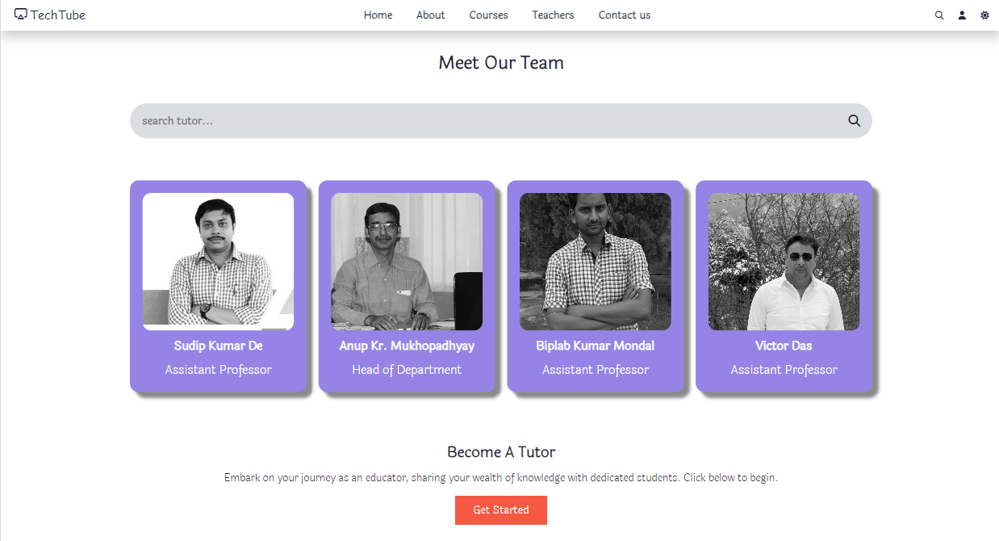 TechTube
Home About Courses Teachers Contact us
Meet Our Team
search tutor...
Sudip Kumar De
Assistant Professor
Anup Kr. Mukhopadhyay
Head of Department
Biplab Kumar Mondal
Assistant Professor
Victor Das
Assistant Professor
Become A Tutor
Embark on your journey as an educator, sharing your wealth of knowledge with dedicated students. Click below to begin.
Get Started